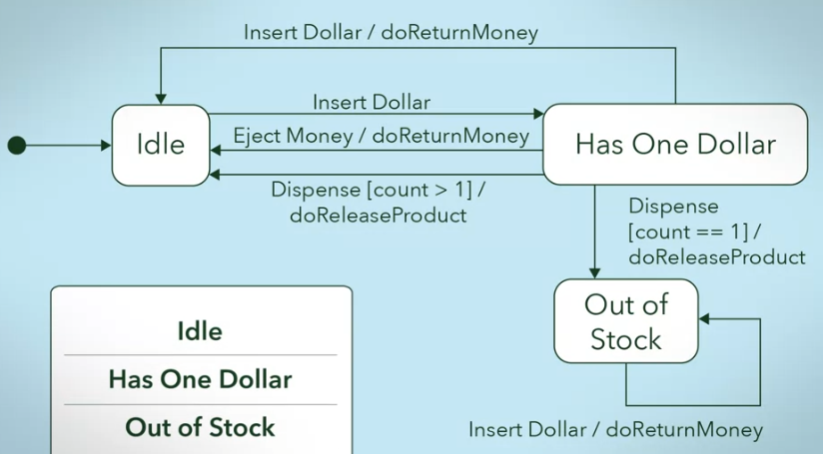 Insert Dollar / doReturnMoney
Insert Dollar
Idle
Eject Money / doReturnMoney
Has One Dollar
Dispense [count > 1] /
doReleaseProduct
Dispense
[count == 1] /
doReleaseProduct
Out of
Stock
Insert Dollar / doReturnMoney
Idle
Has One Dollar
Out of Stock